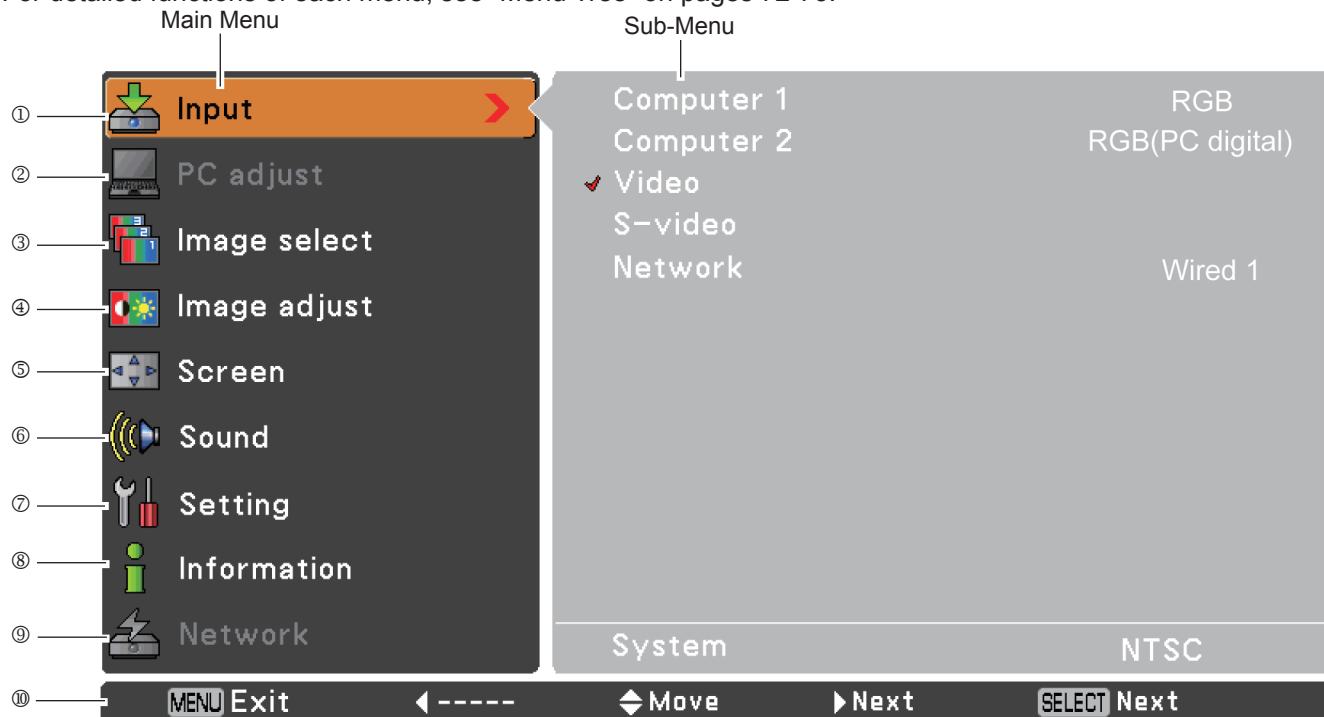 Main Menu
Sub-Menu
① Input
② PC adjust
③ Image select
④ Image adjust
⑤ Screen
⑥ Sound
⑦ Setting
⑧ Information
⑨ Network
Computer 1 RGB
Computer 2 RGB(PC digital)
Video
S-video
Network Wired 1
System NTSC
⑩ MENU Exit ----- Move Next SELECT Next